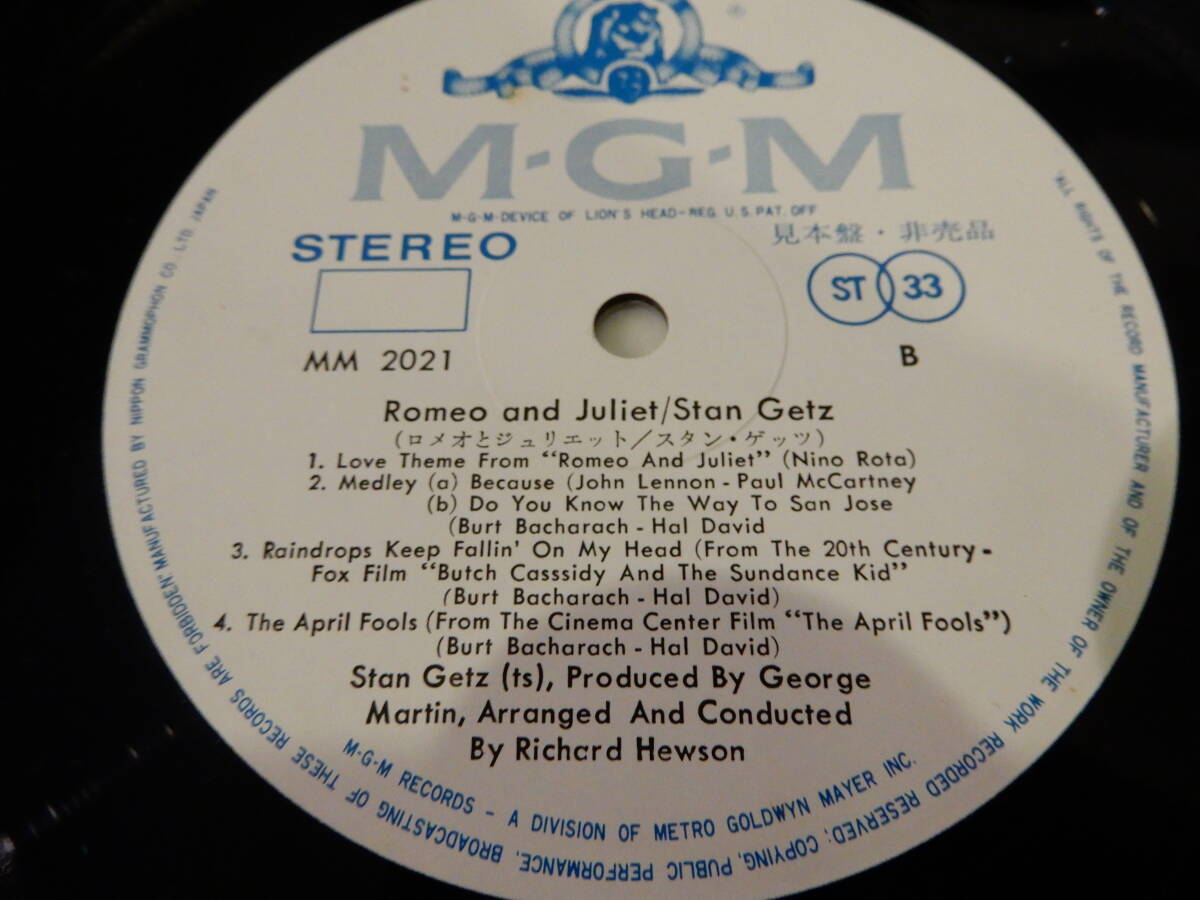 M-G-M
M-G-M-DEVICE OF LION'S HEAD-REG. U.S. PAT. OFF
STEREO
見本盤・非売品
ST 33
MM 2021
B
Romeo and Juliet/Stan Getz
(ロメオとジュリエット/スタン・ゲッツ)
1. Love Theme From "Romeo And Juliet" (Nino Rota)
2. Medley (a) Because (John Lennon - Paul McCartney
(b) Do You Know The Way To San Jose
(Burt Bacharach - Hal David
3. Raindrops Keep Fallin' On My Head (From The 20th Century-
Fox Film "Butch Casssidy And The Sundance Kid"
(Burt Bacharach - Hal David)
4. The April Fools (From The Cinema Center Film "The April Fools")
(Burt Bacharach - Hal David)
Stan Getz (ts), Produced By George
Martin, Arranged And Conducted
By Richard Hewson
M-G-M RECORDS - A DIVISION OF METRO GOLDWYN MAYER INC.
"ALL RIGHTS OF THE RECORD MANUFACTURER AND OF THE OWNER OF THE WORK RECORDED RESERVED; COPYING, PUBLIC PERFORMANCE, BROADCASTING OF THESE RECORDS ARE FORBIDDEN" MANUFACTURED BY NIPPON GRAMMOPHON CO., LTD. JAPAN